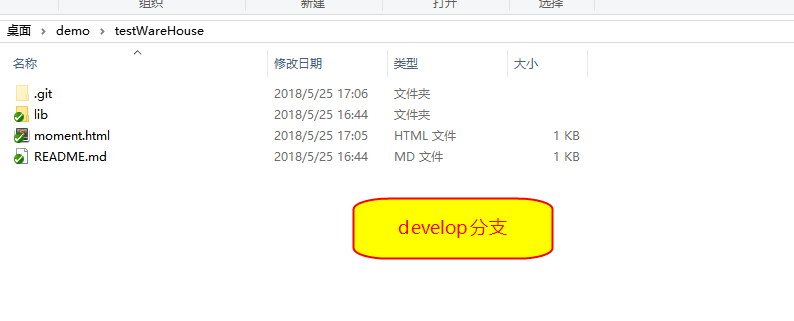 组织 新建 打开 选择
桌面 > demo > testWareHouse
名称 修改日期 类型 大小
.git 2018/5/25 17:06 文件夹
lib 2018/5/25 16:44 文件夹
moment.html 2018/5/25 17:05 HTML 文件 1 KB
README.md 2018/5/25 16:44 MD 文件 1 KB
develop分支